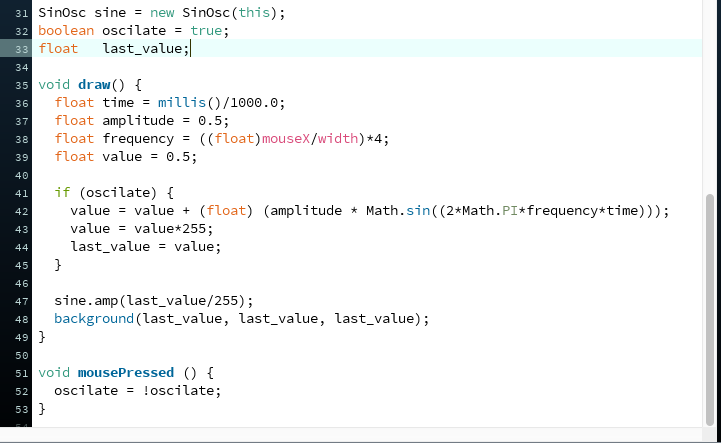 31 SinOsc sine = new SinOsc(this);
32 boolean oscilate = true;
33 float   last_value;
34
35 void draw() {
36   float time = millis()/1000.0;
37   float amplitude = 0.5;
38   float frequency = ((float)mouseX/width)*4;
39   float value = 0.5;
40
41   if (oscilate) {
42     value = value + (float) (amplitude * Math.sin((2*Math.PI*frequency*time)));
43     value = value*255;
44     last_value = value;
45   }
46
47   sine.amp(last_value/255);
48   background(last_value, last_value, last_value);
49 }
50
51 void mousePressed () {
52   oscilate = !oscilate;
53 }